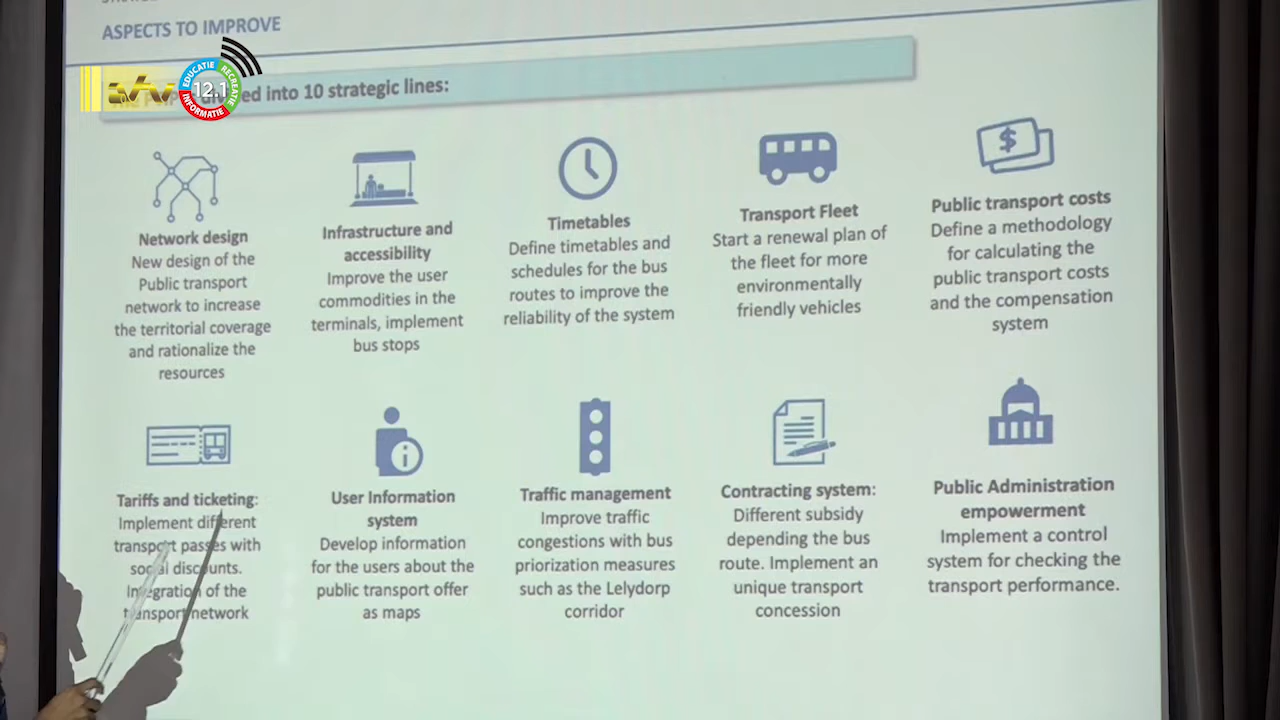 ASPECTS TO IMPROVE
EDUCATIE
RECREATIE
INFORMATIE
12.1
stv
into 10 strategic lines:
Network design
New design of the
Public transport
network to increase
the territorial coverage
and rationalize the
resources
Infrastructure and
accessibility
Improve the user
commodities in the
terminals, implement
bus stops
Timetables
Define timetables and
schedules for the bus
routes to improve the
reliability of the system
Transport Fleet
Start a renewal plan of
the fleet for more
environmentally
friendly vehicles
$
Public transport costs
Define a methodology
for calculating the
public transport costs
and the compensation
system
Tariffs and ticketing:
Implement different
transport passes with
social discounts.
Integration of the
transport network
i
User Information
system
Develop information
for the users about the
public transport offer
as maps
Traffic management
Improve traffic
congestions with bus
priorization measures
such as the Lelydorp
corridor
Contracting system:
Different subsidy
depending the bus
route. Implement an
unique transport
concession
Public Administration
empowerment
Implement a control
system for checking the
transport performance.